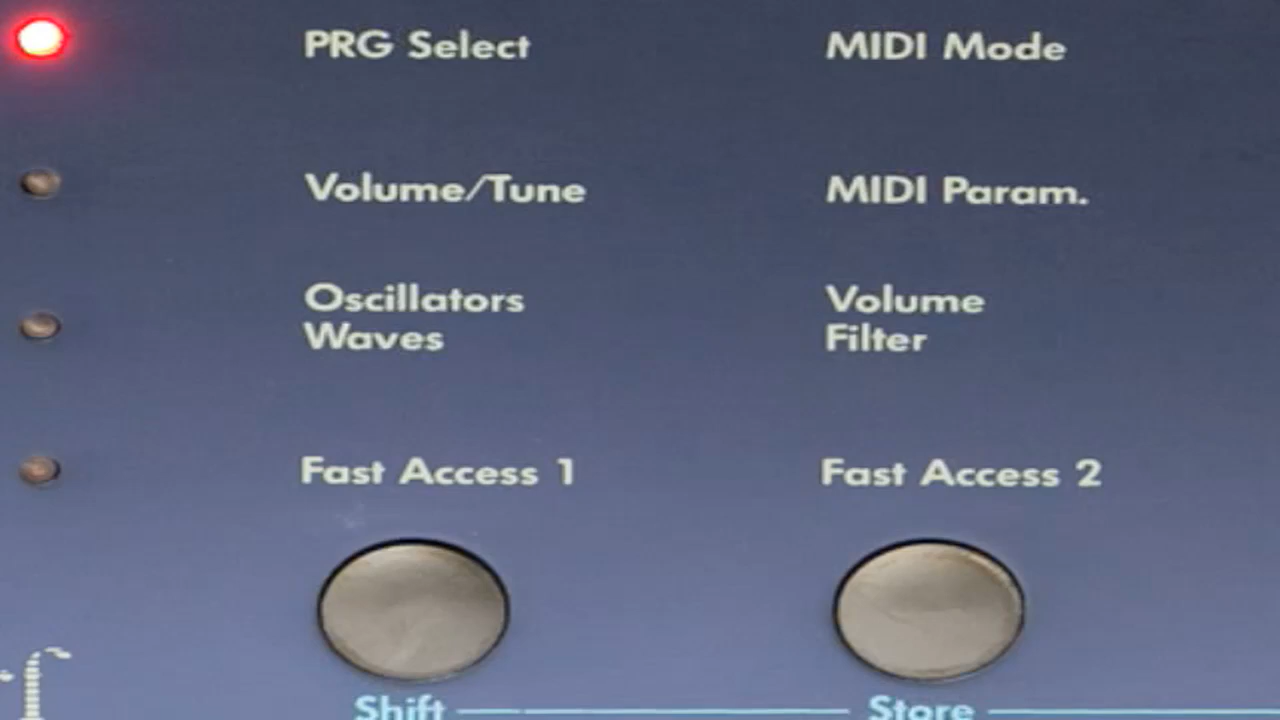 PRG Select MIDI Mode
Volume/Tune MIDI Param.
Oscillators Volume
Waves Filter
Fast Access 1 Fast Access 2
Shift Store